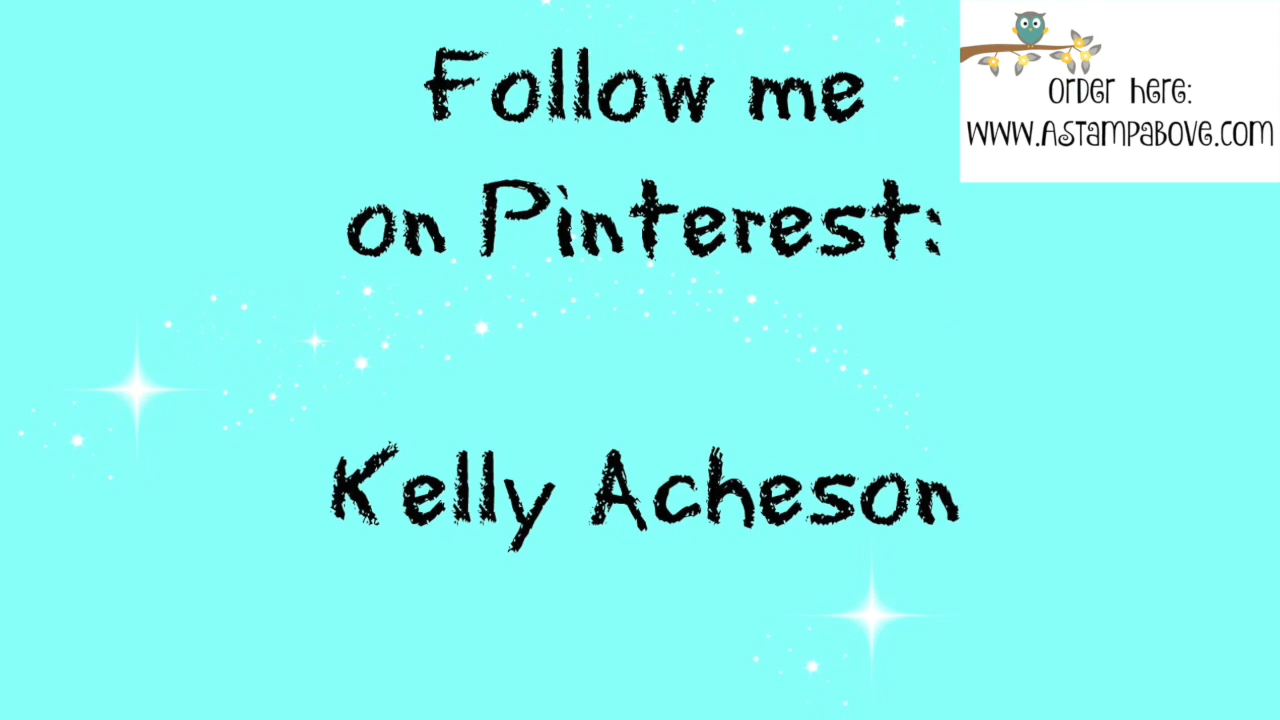 Follow me
on Pinterest:
Kelly Acheson
Order here:
www.AStampAbove.com